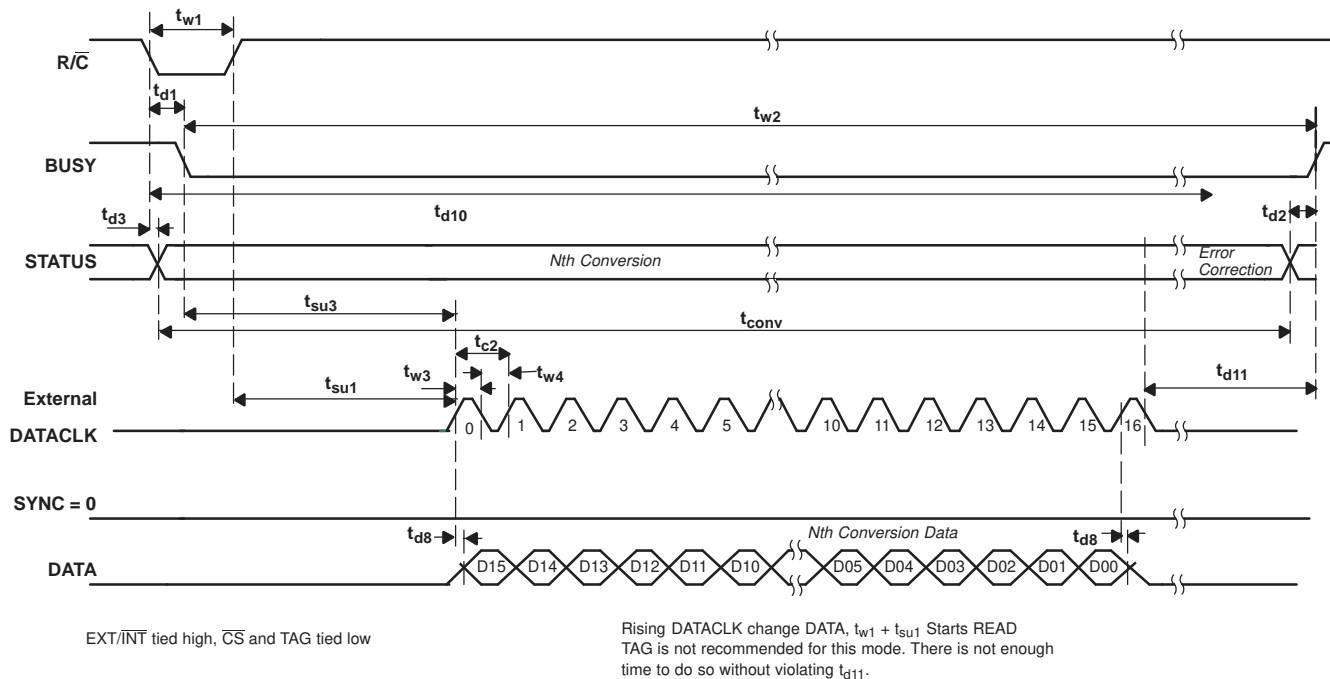 tw1
R/C̅
td1
tw2
BUSY
td10
td3
td2
STATUS
Nth Conversion
Error
Correction
tsu3
tconv
tc2
tw3
tw4
tsu1
td11
External
DATACLK
0 1 2 3 4 5 10 11 12 13 14 15 16
SYNC = 0
td8
Nth Conversion Data
td8
DATA
D15 D14 D13 D12 D11 D10 D05 D04 D03 D02 D01 D00
EXT/I̅N̅T̅ tied high, C̅S̅ and TAG tied low
Rising DATACLK change DATA, tw1 + tsu1 Starts READ
TAG is not recommended for this mode. There is not enough
time to do so without violating td11.